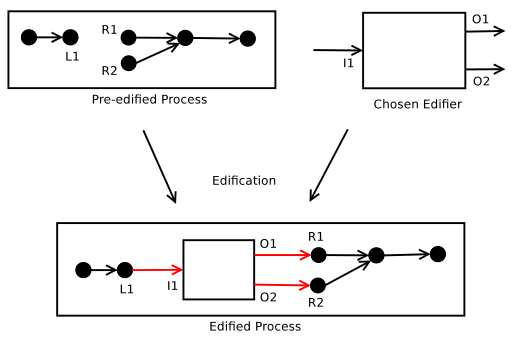 R1
L1
R2
Pre-edified Process
O1
I1
O2
Chosen Edifier
Edification
O1
R1
L1
I1
O2
R2
Edified Process